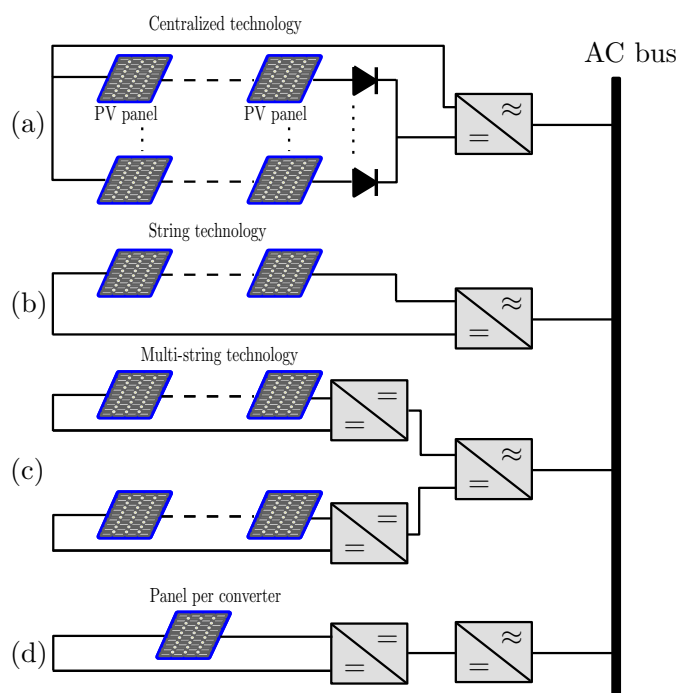 Centralized technology
AC bus
PV panel PV panel
(a)
String technology
(b)
Multi-string technology
(c)
Panel per converter
(d)